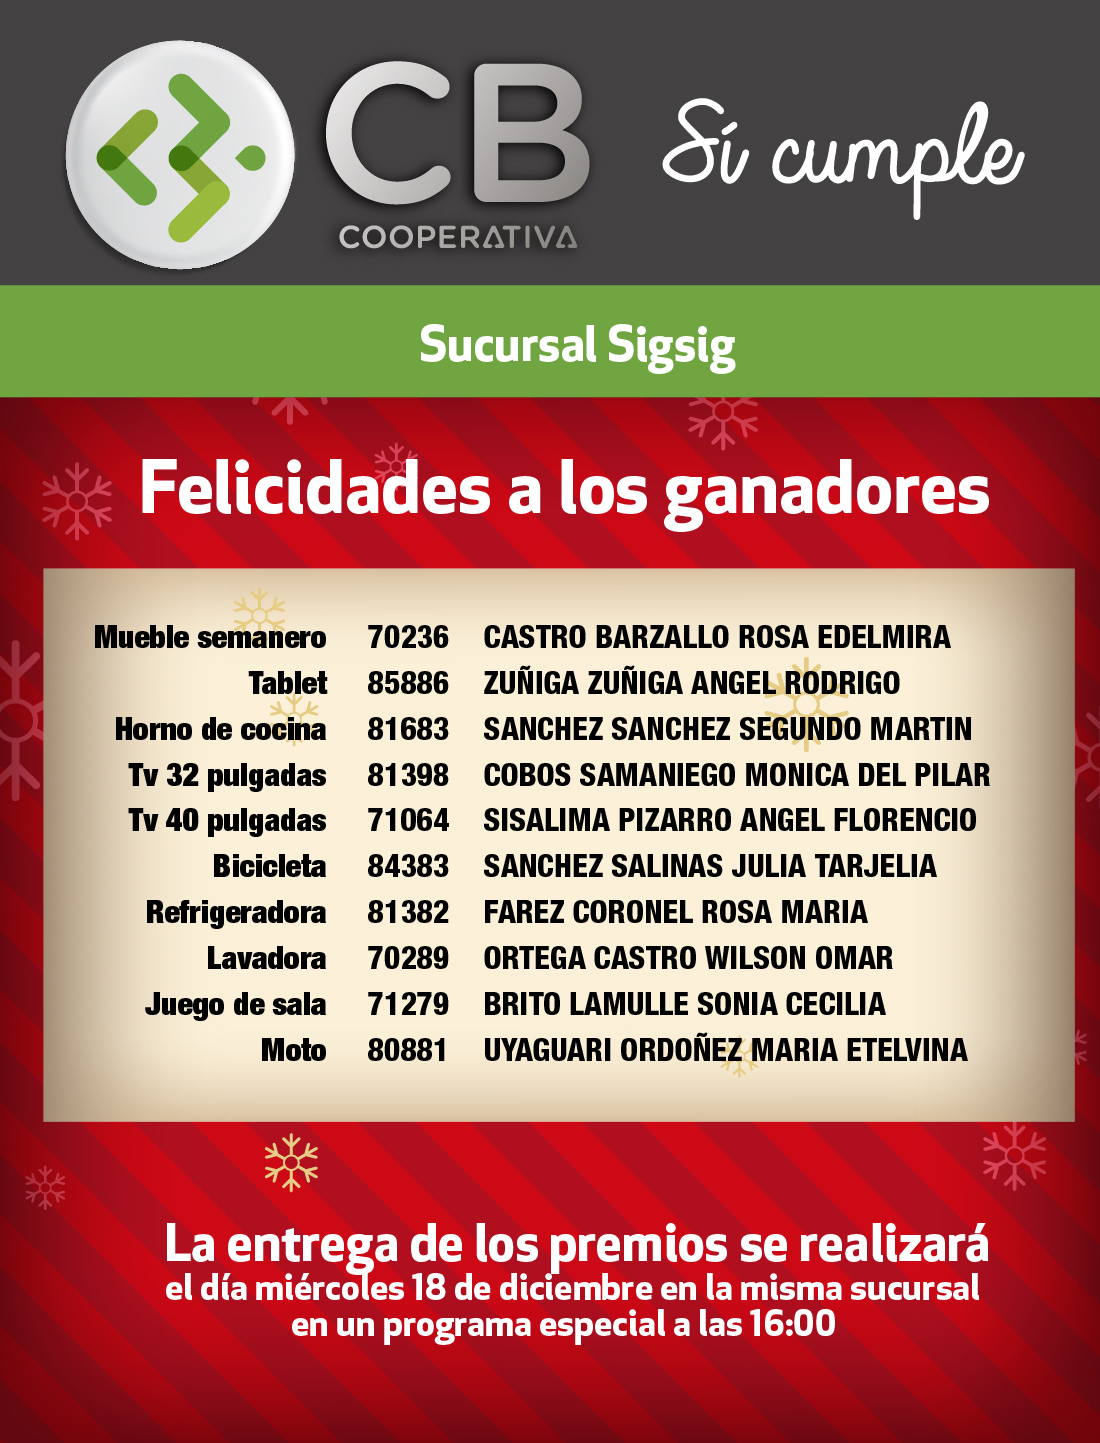 CB
COOPERATIVA
Sí cumple
Sucursal Sigsig
Felicidades a los ganadores
Mueble semanero 70236 CASTRO BARZALLO ROSA EDELMIRA
Tablet 85886 ZUÑIGA ZUÑIGA ANGEL RODRIGO
Horno de cocina 81683 SANCHEZ SANCHEZ SEGUNDO MARTIN
Tv 32 pulgadas 81398 COBOS SAMANIEGO MONICA DEL PILAR
Tv 40 pulgadas 71064 SISALIMA PIZARRO ANGEL FLORENCIO
Bicicleta 84383 SANCHEZ SALINAS JULIA TARJELIA
Refrigeradora 81382 FAREZ CORONEL ROSA MARIA
Lavadora 70289 ORTEGA CASTRO WILSON OMAR
Juego de sala 71279 BRITO LAMULLE SONIA CECILIA
Moto 80881 UYAGUARI ORDOÑEZ MARIA ETELVINA
La entrega de los premios se realizará
el día miércoles 18 de diciembre en la misma sucursal
en un programa especial a las 16:00